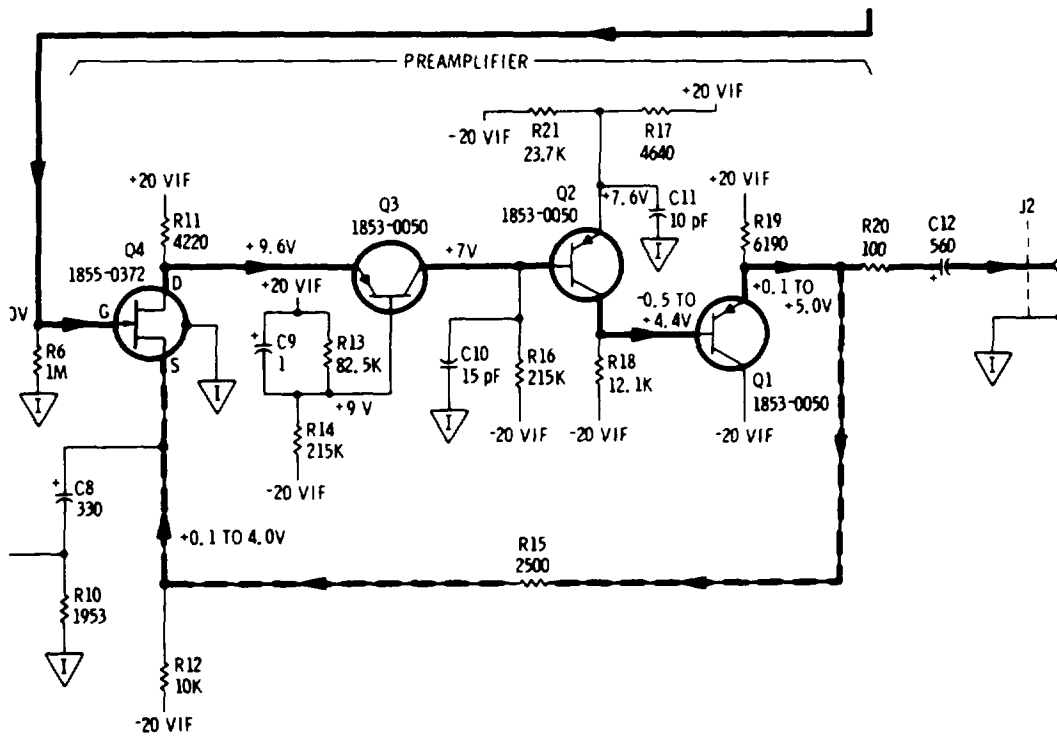 PREAMPLIFIER
+20 VIF
-20 VIF
R21
23.7K
R17
4640
+20 VIF
R11
4220
Q3
1853-0050
Q2
1853-0050
+7.6V
C11
10 pF
I
+20 VIF
R19
6190
R20
100
C12
560
+
J2
Q4
1855-0372
D
G
S
+9.6V
+7V
0V
R6
1M
I
I
+20 VIF
+
C9
1
R13
82.5K
+9 V
R14
215K
-20 VIF
C10
15 pF
I
R16
215K
-20 VIF
-0.5 TO
+4.4V
R18
12.1K
-20 VIF
+0.1 TO
+5.0V
Q1
1853-0050
-20 VIF
I
+
C8
330
+0.1 TO 4.0V
R15
2500
R10
1953
I
R12
10K
-20 VIF